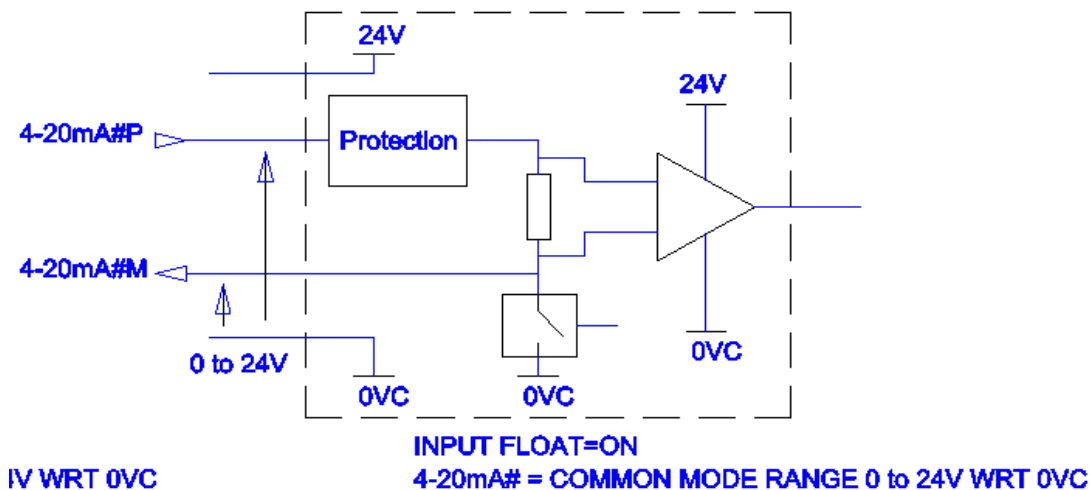 24V
24V
4-20mA#P
Protection
4-20mA#M
0 to 24V
0VC
0VC
0VC
INPUT FLOAT=ON
V WRT 0VC
4-20mA# = COMMON MODE RANGE 0 to 24V WRT 0VC